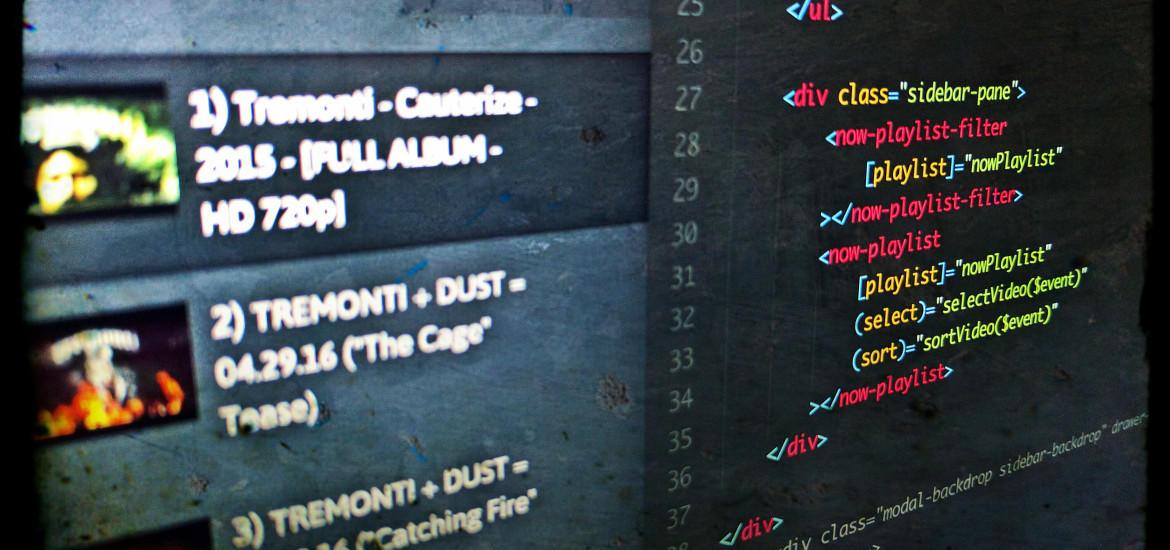 1) Tremonti - Cauterize -
2015 - [FULL ALBUM -
HD 720p]
2) TREMONTI + DUST =
04.29.16 ("The Cage"
Tease)
3) TREMONTI + DUST =
.16 ("Catching Fire"
25 </ul>
26
27 <div class="sidebar-pane">
28 <now-playlist-filter
29 [playlist]="nowPlaylist"
30 ></now-playlist-filter>
31 <now-playlist
32 [playlist]="nowPlaylist"
33 (select)="selectVideo($event)"
34 (sort)="sortVideo($event)"
35 ></now-playlist>
36 </div>
37
</div>
div class="modal-backdrop sidebar-backdrop" drawer-
>